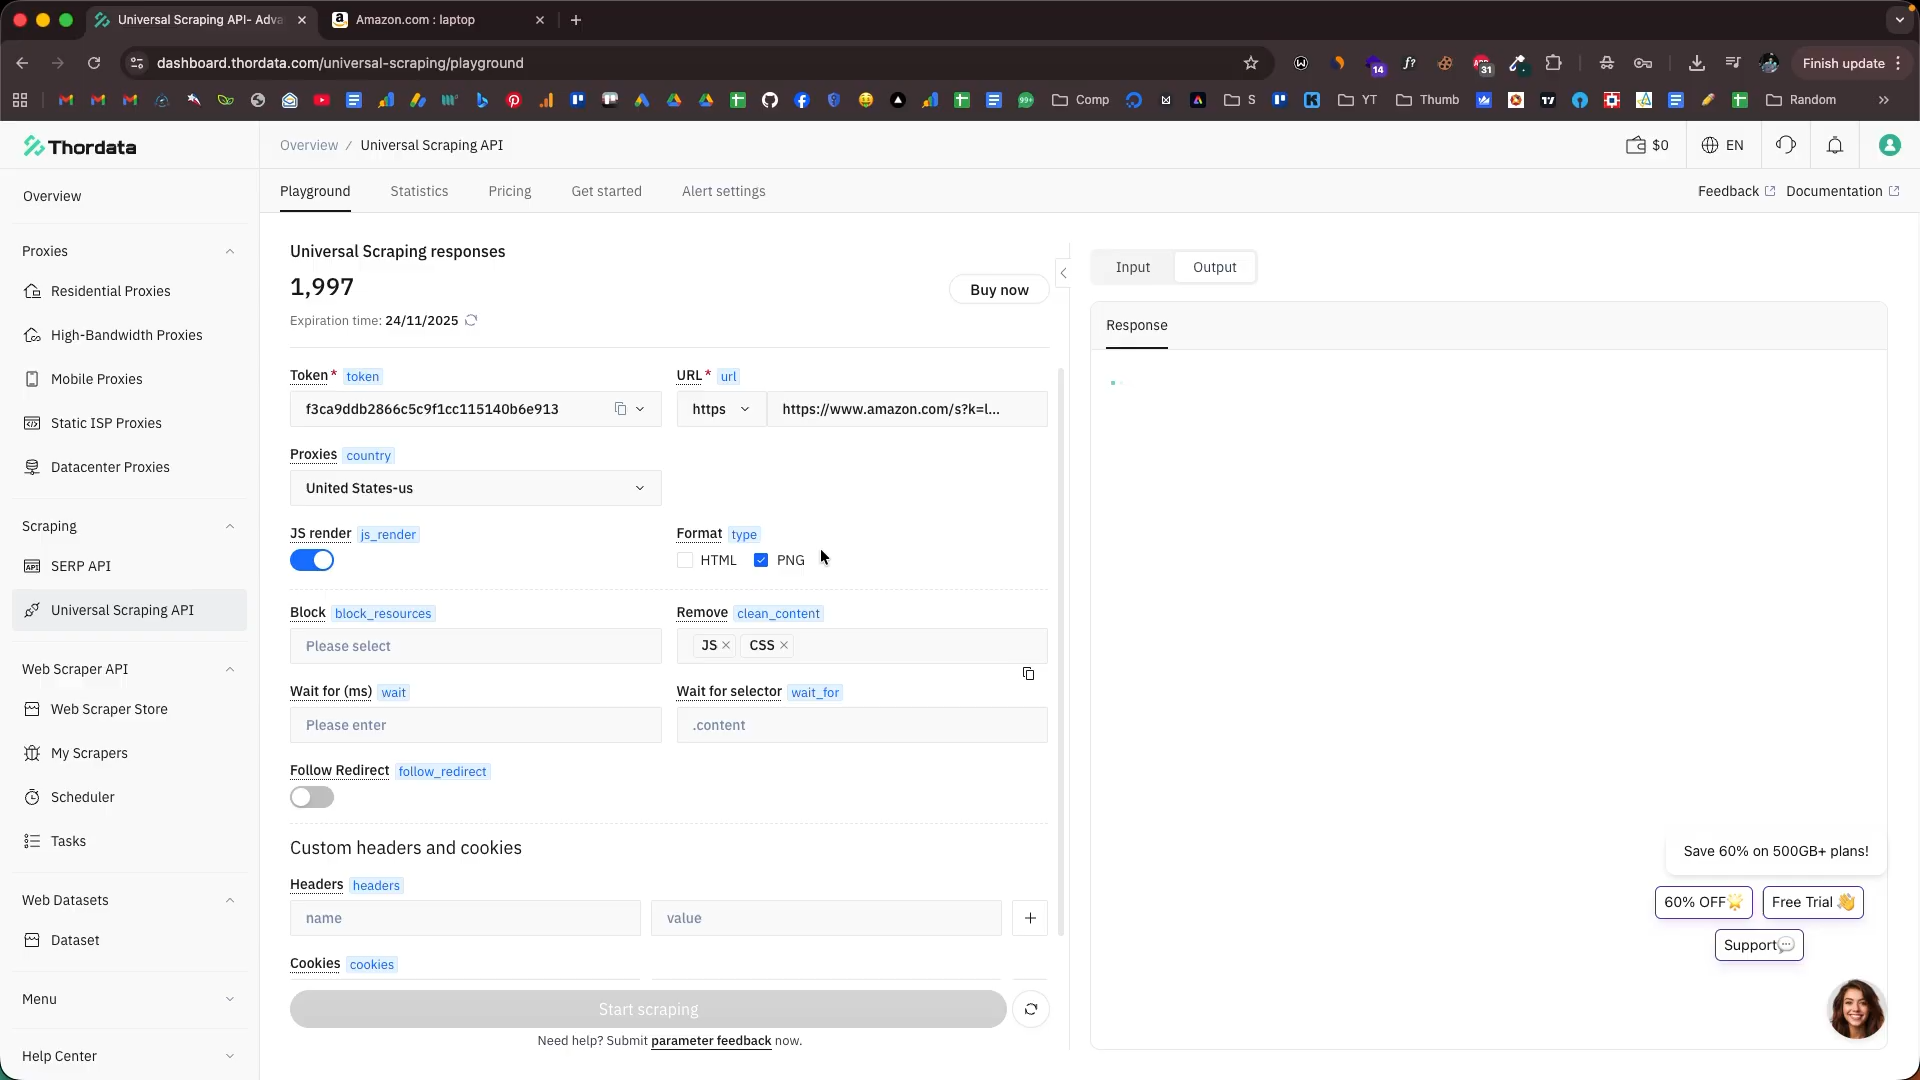 Universal Scraping API- Adva
Amazon.com : laptop
dashboard.thordata.com/universal-scraping/playground
14
f?
31
Finish update
99+
Comp
S
YT
Thumb
Random
Thordata
Overview / Universal Scraping API
$0
EN
Overview
Playground
Statistics
Pricing
Get started
Alert settings
Feedback
Documentation
Proxies
Residential Proxies
High-Bandwidth Proxies
Mobile Proxies
Static ISP Proxies
Datacenter Proxies
Scraping
SERP API
Universal Scraping API
Web Scraper API
Web Scraper Store
My Scrapers
Scheduler
Tasks
Web Datasets
Dataset
Menu
Help Center
Universal Scraping responses
1,997
Buy now
Expiration time: 24/11/2025
Token* token
URL* url
f3ca9ddb2866c5c9f1cc115140b6e913
https
https://www.amazon.com/s?k=l...
Proxies country
United States-us
JS render js_render
Format type
HTML
PNG
Block block_resources
Remove clean_content
Please select
JS
CSS
Wait for (ms) wait
Wait for selector wait_for
Please enter
.content
Follow Redirect follow_redirect
Custom headers and cookies
Headers headers
name
value
Cookies cookies
Start scraping
Need help? Submit parameter feedback now.
Input
Output
Response
Save 60% on 500GB+ plans!
60% OFF🌟
Free Trial 👋
Support💬